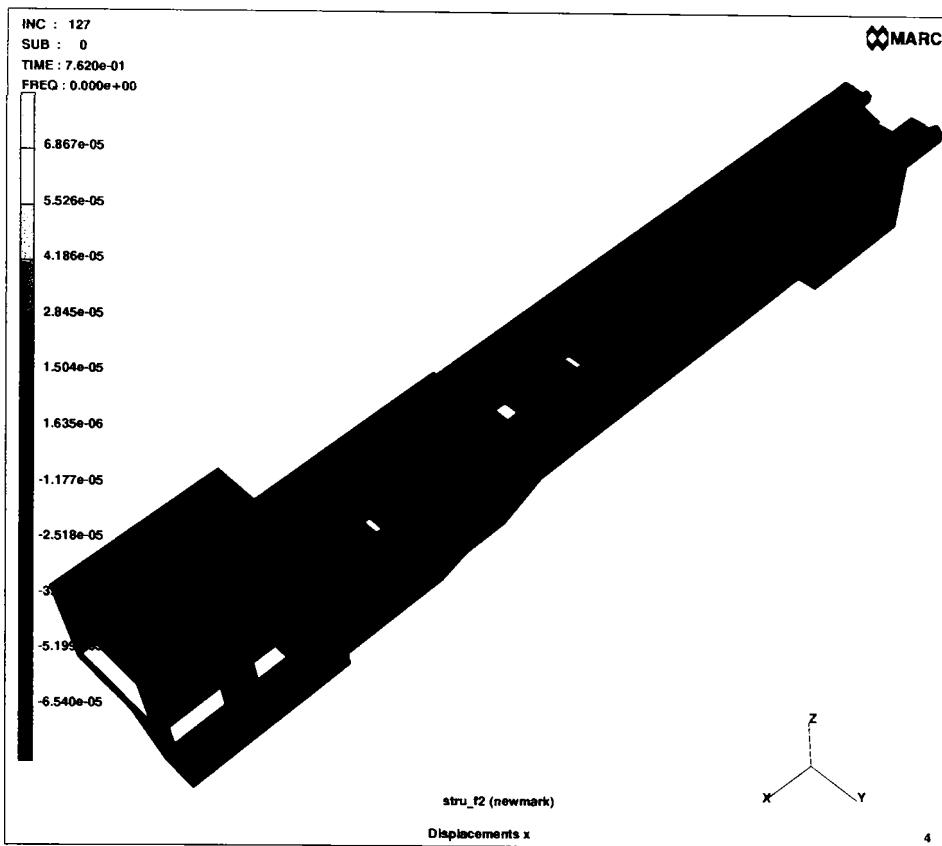 INC : 127
SUB : 0
TIME : 7.620e-01
FREQ : 0.000e+00
MARC
6.867e-05
5.526e-05
4.186e-05
2.845e-05
1.504e-05
1.635e-06
-1.177e-05
-2.518e-05
-5.199
-6.540e-05
Z
X
Y
stru_f2 (newmark)
Displacements x
4